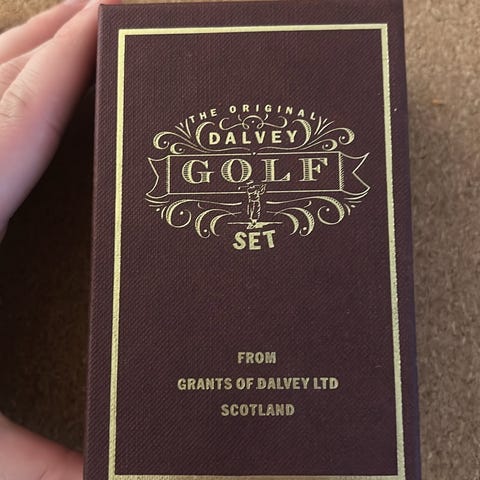 THE ORIGINAL
DALVEY
GOLF
SET
FROM
GRANTS OF DALVEY LTD
SCOTLAND